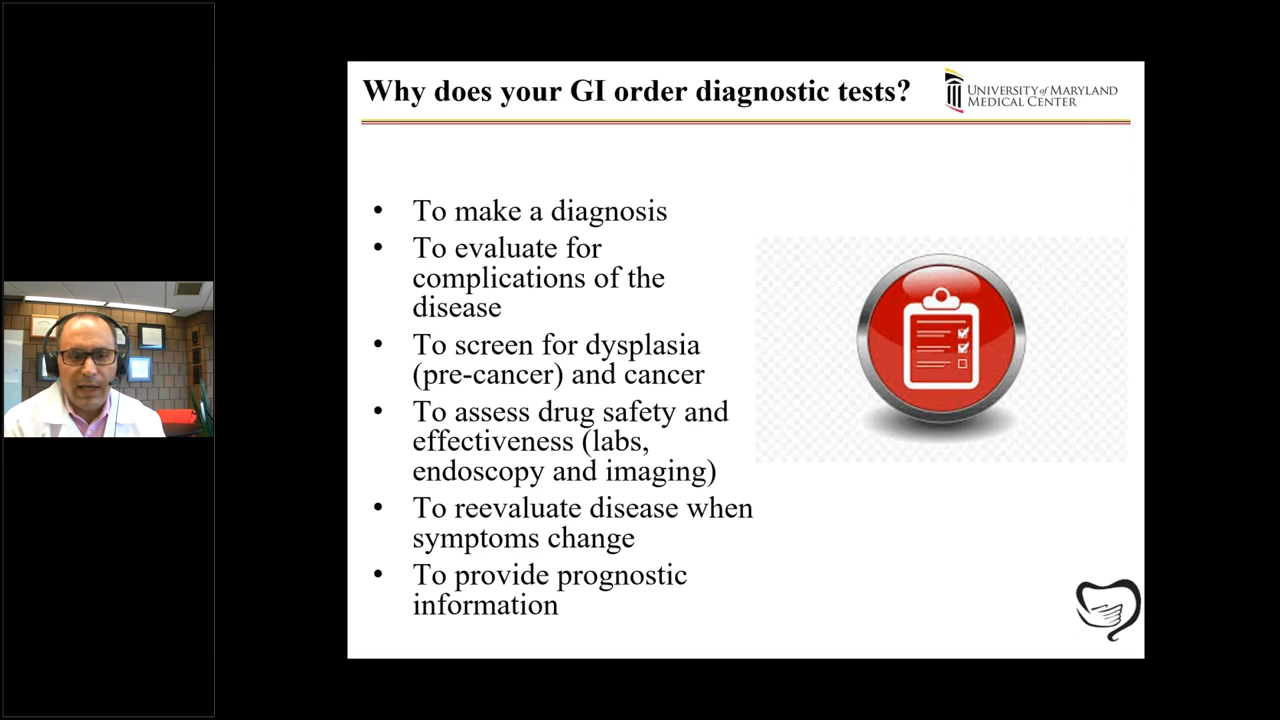 Why does your GI order diagnostic tests?
UNIVERSITY of MARYLAND
MEDICAL CENTER
• To make a diagnosis
• To evaluate for
complications of the
disease
• To screen for dysplasia
(pre-cancer) and cancer
• To assess drug safety and
effectiveness (labs,
endoscopy and imaging)
• To reevaluate disease when
symptoms change
• To provide prognostic
information